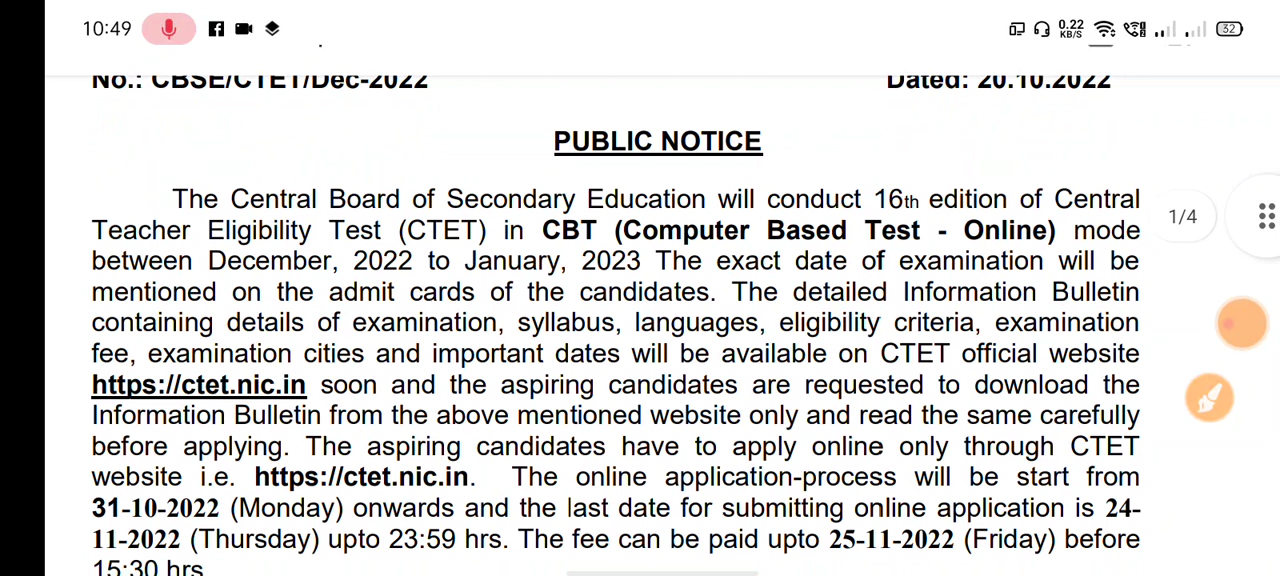 10:49 0.22 KB/S 32
No.: CBSE/CTET/Dec-2022 Dated: 20.10.2022
PUBLIC NOTICE
The Central Board of Secondary Education will conduct 16th edition of Central
Teacher Eligibility Test (CTET) in CBT (Computer Based Test - Online) mode
between December, 2022 to January, 2023 The exact date of examination will be
mentioned on the admit cards of the candidates. The detailed Information Bulletin
containing details of examination, syllabus, languages, eligibility criteria, examination
fee, examination cities and important dates will be available on CTET official website
https://ctet.nic.in soon and the aspiring candidates are requested to download the
Information Bulletin from the above mentioned website only and read the same carefully
before applying. The aspiring candidates have to apply online only through CTET
website i.e. https://ctet.nic.in. The online application-process will be start from
31-10-2022 (Monday) onwards and the last date for submitting online application is 24-
11-2022 (Thursday) upto 23:59 hrs. The fee can be paid upto 25-11-2022 (Friday) before
15:30 hrs
1/4